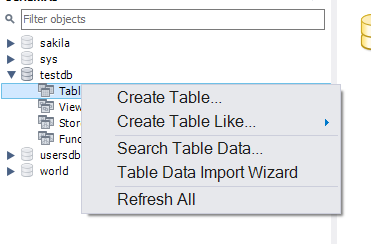 Filter objects
sakila
sys
testdb
Tabl
Create Table...
View
Create Table Like...
Stor
Func
Search Table Data...
usersdb
Table Data Import Wizard
world
Refresh All